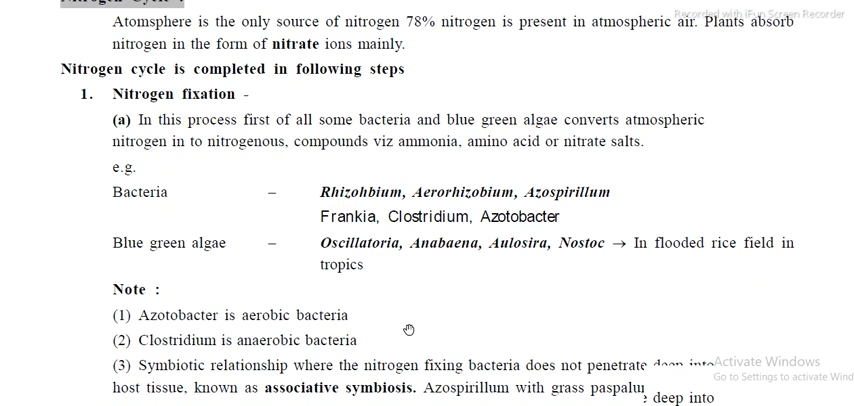 Nitrogen Cycle :
Recorded with iFun Screen Recorder
Atomsphere is the only source of nitrogen 78% nitrogen is present in atmospheric air. Plants absorb
nitrogen in the form of nitrate ions mainly.
Nitrogen cycle is completed in following steps
1. Nitrogen fixation -
(a) In this process first of all some bacteria and blue green algae converts atmospheric
nitrogen in to nitrogenous, compounds viz ammonia, amino acid or nitrate salts.
e.g.
Bacteria – Rhizohbium, Aerorhizobium, Azospirillum
Frankia, Clostridium, Azotobacter
Blue green algae – Oscillatoria, Anabaena, Aulosira, Nostoc → In flooded rice field in
tropics
Note :
(1) Azotobacter is aerobic bacteria
(2) Clostridium is anaerobic bacteria
(3) Symbiotic relationship where the nitrogen fixing bacteria does not penetrate deep into
Activate Windows
Go to Settings to activate Wind
host tissue, known as associative symbiosis. Azospirillum with grass
deep into